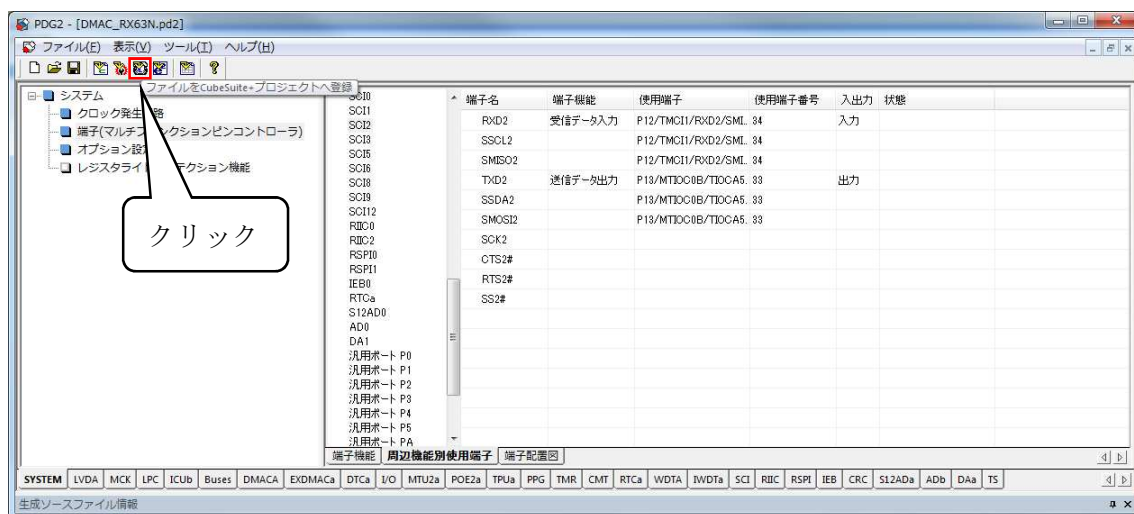 PDG2 - [DMAC_RX63N.pd2]
ファイル(F) 表示(V) ツール(T) ヘルプ(H)
ファイルをCubeSuite+プロジェクトへ登録
システム
クロック発生
端子(マルチファンクションピンコントローラ)
オプション設
レジスタライ
テクション機能
クリック
SCI0
SCI1
SCI2
SCI3
SCI5
SCI6
SCI8
SCI9
SCI12
RIIC0
RIIC2
RSPI0
RSPI1
IEB0
RTCa
S12AD0
AD0
DA1
汎用ポート P0
汎用ポート P1
汎用ポート P2
汎用ポート P3
汎用ポート P4
汎用ポート P5
汎用ポート PA
端子名 端子機能 使用端子 使用端子番号 入出力 状態
RXD2 受信データ入力 P12/TMCI1/RXD2/SMI.. 34 入力
SSCL2 P12/TMCI1/RXD2/SMI.. 34
SMISO2 P12/TMCI1/RXD2/SMI.. 34
TXD2 送信データ出力 P13/MTIOC0B/TIOCA5.. 33 出力
SSDA2 P13/MTIOC0B/TIOCA5.. 33
SMOSI2 P13/MTIOC0B/TIOCA5.. 33
SCK2
CTS2#
RTS2#
SS2#
端子機能 周辺機能別使用端子 端子配置図
SYSTEM LVDA MCK LPC ICUb Buses DMACA EXDMACa DTCa I/O MTU2a POE2a TPUa PPG TMR CMT RTCa WDTA IWDTa SCI RIIC RSPI IEB CRC S12ADa ADb DAa TS
生成ソースファイル情報